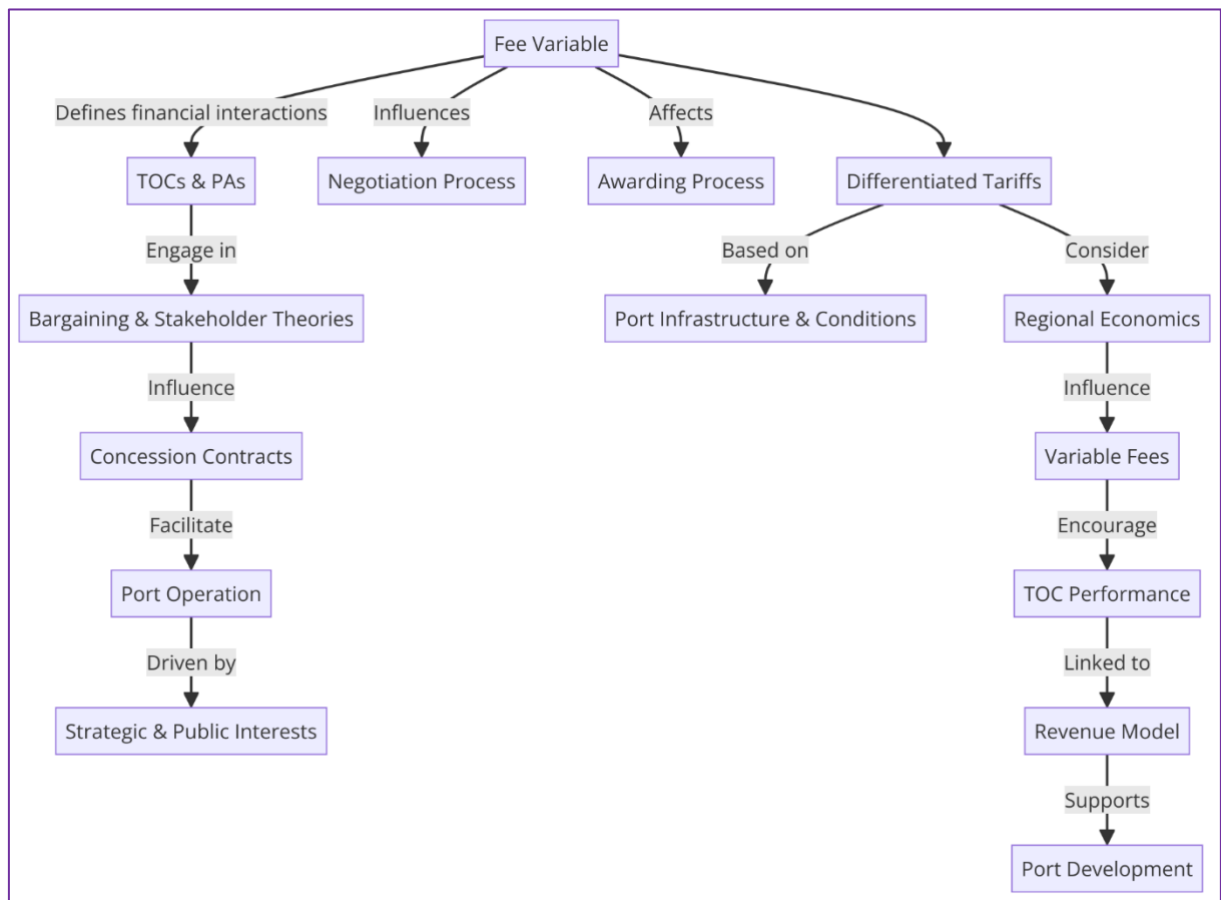 Fee Variable
Defines financial interactions
Influences
Affects
TOCs & PAs
Negotiation Process
Awarding Process
Differentiated Tariffs
Engage in
Based on
Consider
Bargaining & Stakeholder Theories
Port Infrastructure & Conditions
Regional Economics
Influence
Influence
Concession Contracts
Variable Fees
Facilitate
Encourage
Port Operation
TOC Performance
Driven by
Linked to
Strategic & Public Interests
Revenue Model
Supports
Port Development